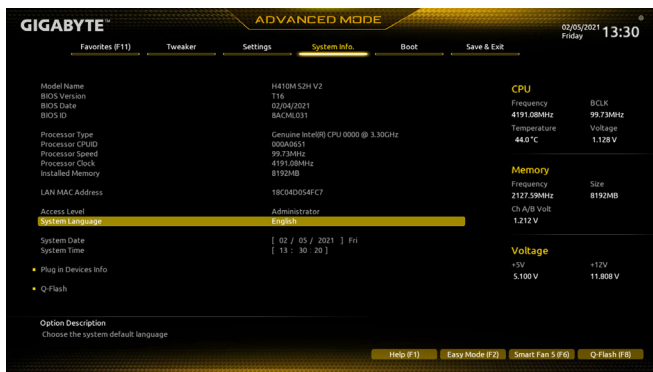 GIGABYTE™
ADVANCED MODE
02/05/2021
Friday
13:30
Favorites (F11) Tweaker Settings System Info. Boot Save & Exit
Model Name H410M S2H V2
BIOS Version T16
BIOS Date 02/04/2021
BIOS ID 8ACML031
Processor Type Genuine Intel(R) CPU 0000 @ 3.30GHz
Processor CPUID 000A0651
Processor Speed 99.73MHz
Processor Clock 4191.08MHz
Installed Memory 8192MB
LAN MAC Address 18C04D054FC7
Access Level Administrator
System Language English
System Date [ 02 / 05 / 2021 ] Fri
System Time [ 13 : 30 : 20 ]
Plug in Devices Info
Q-Flash
CPU
Frequency BCLK
4191.08MHz 99.73MHz
Temperature Voltage
44.0 °C 1.128 V
Memory
Frequency Size
2127.59MHz 8192MB
Ch A/B Volt
1.212 V
Voltage
+5V +12V
5.100 V 11.808 V
Option Description
Choose the system default language
Help (F1) Easy Mode (F2) Smart Fan 5 (F6) Q-Flash (F8)